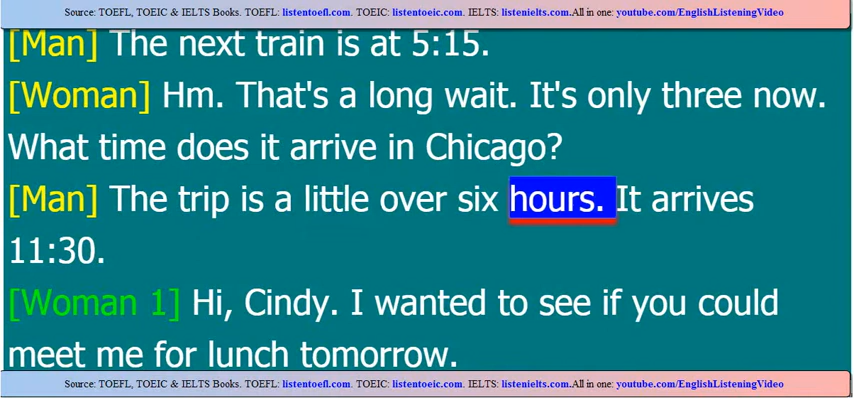 Source: TOEFL, TOEIC & IELTS Books. TOEFL: listentoefl.com. TOEIC: listentoeic.com. IELTS: listenielts.com.All in one: youtube.com/EnglishListeningVideo
[Man] The next train is at 5:15.
[Woman] Hm. That's a long wait. It's only three now.
What time does it arrive in Chicago?
[Man] The trip is a little over six hours. It arrives
11:30.
[Woman 1] Hi, Cindy. I wanted to see if you could
meet me for lunch tomorrow.
Source: TOEFL, TOEIC & IELTS Books. TOEFL: listentoefl.com. TOEIC: listentoeic.com. IELTS: listenielts.com.All in one: youtube.com/EnglishListeningVideo